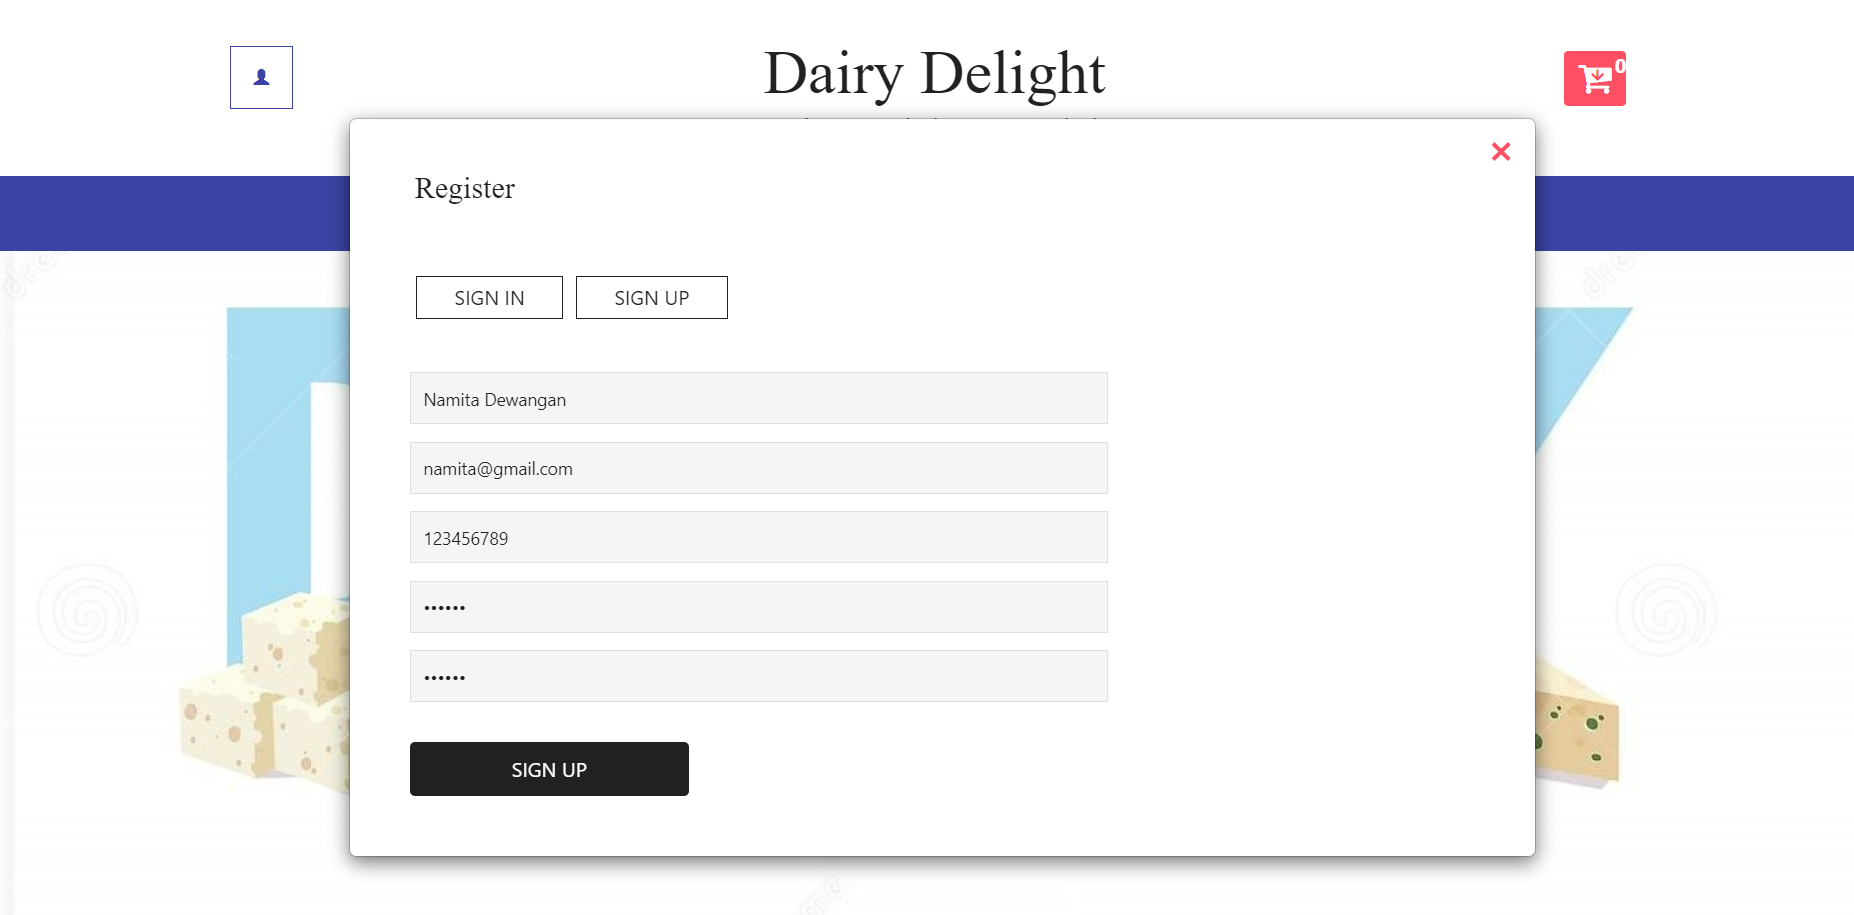 Dairy Delight
0
Register
SIGN IN
SIGN UP
Namita Dewangan
namita@gmail.com
123456789
••••••
••••••
SIGN UP